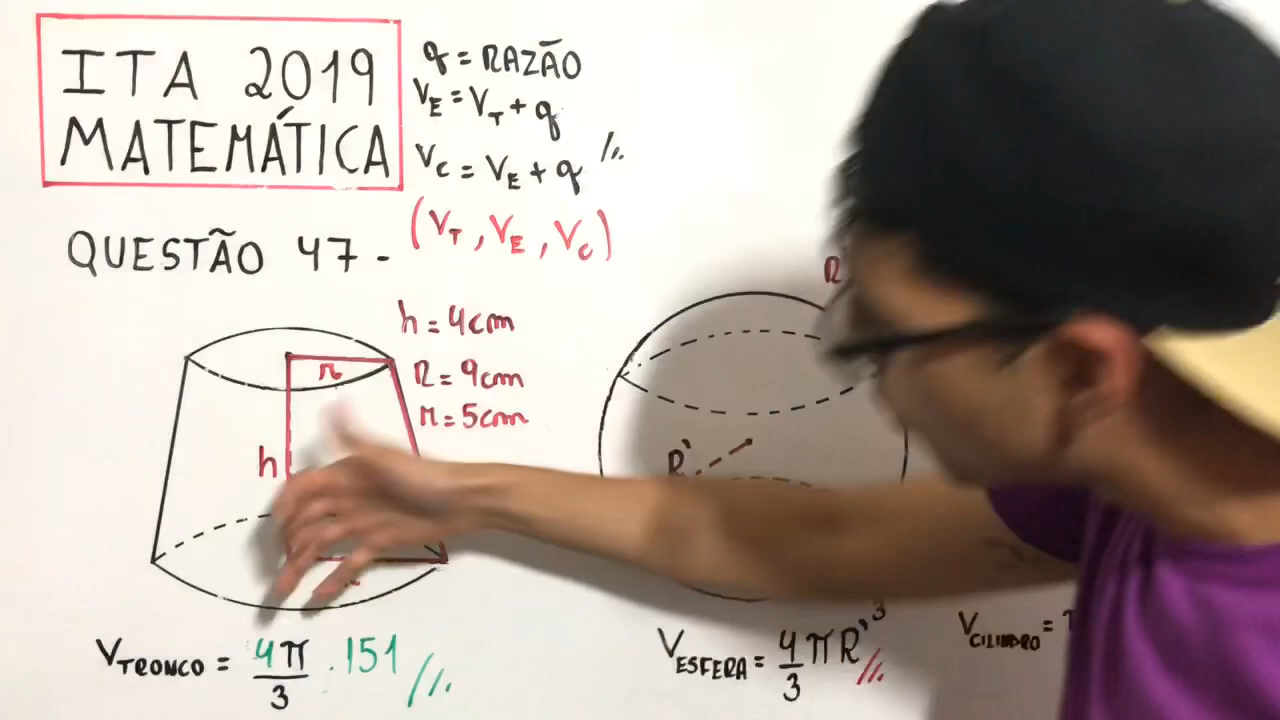 ITA 2019
MATEMÁTICA
q = RAZÃO
V_E = V_T + q
V_C = V_E + q //.
(V_T, V_E, V_C)
QUESTÃO 47 -
h = 4cm
R = 9cm
r = 5cm
r
h
R
R'
V_TRONCO = 4π/3 . 151 //.
V_ESFERA = 4/3 πR'³ //.
V_CILINDRO =